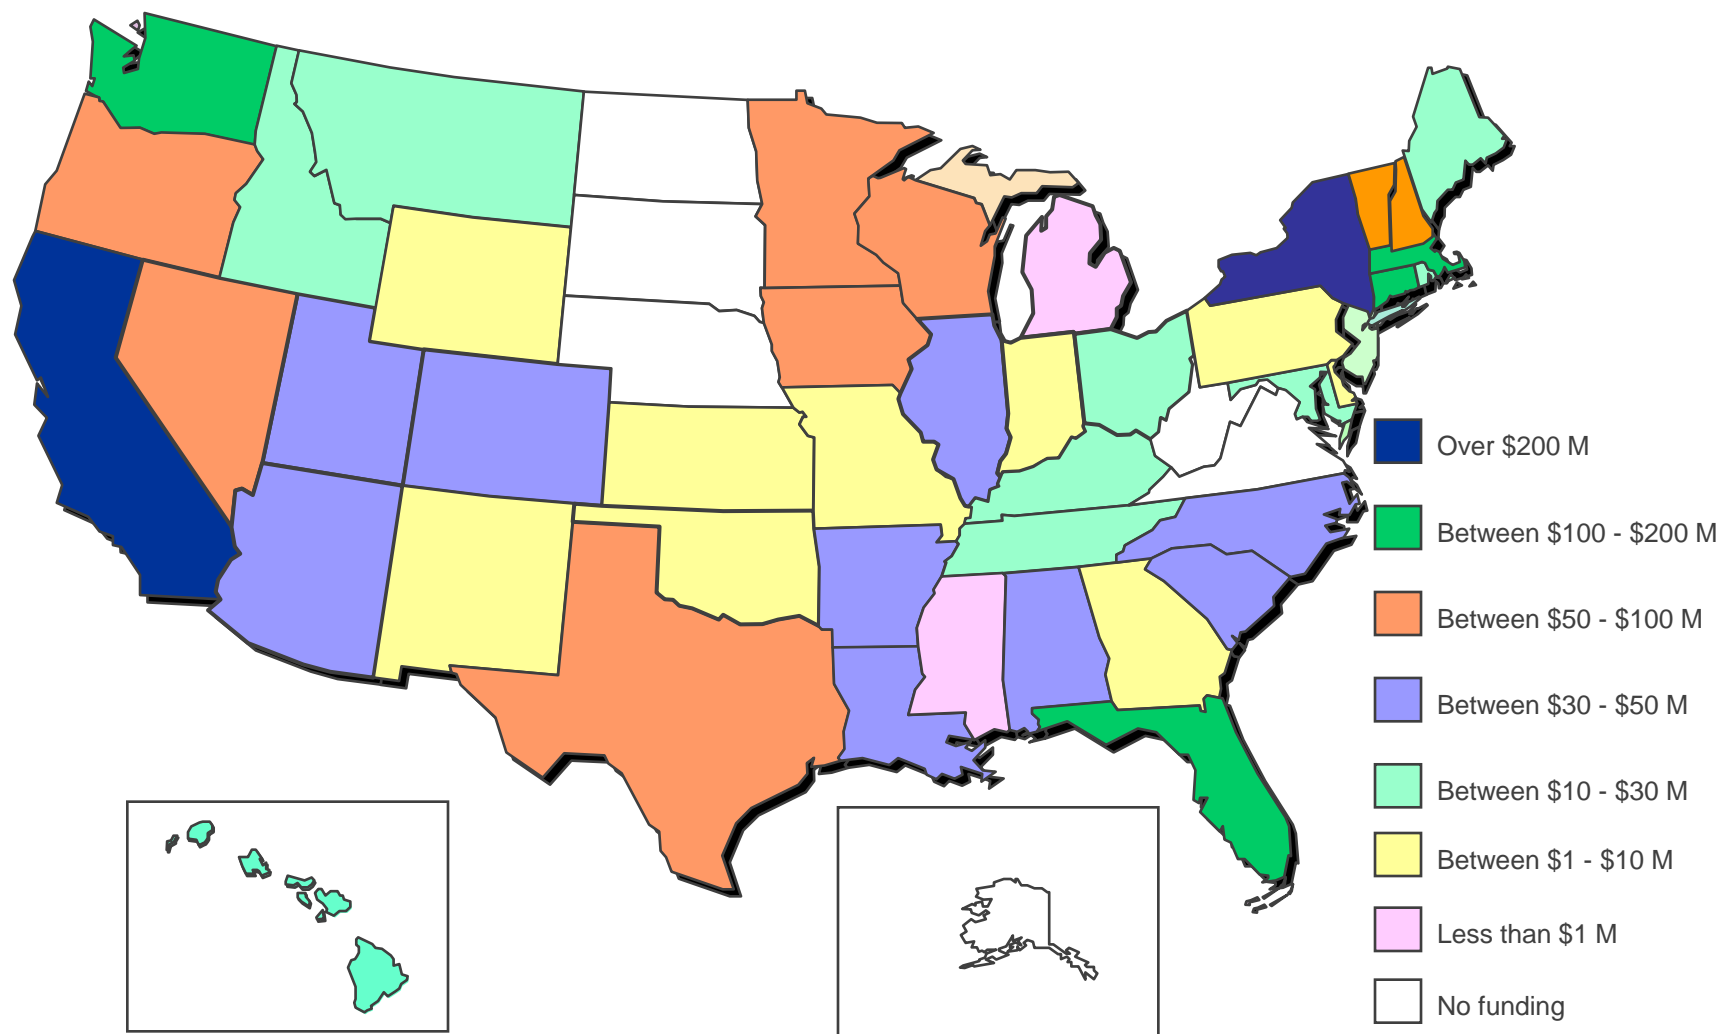 Over $200 M
Between $100 - $200 M
Between $50 - $100 M
Between $30 - $50 M
Between $10 - $30 M
Between $1 - $10 M
Less than $1 M
No funding